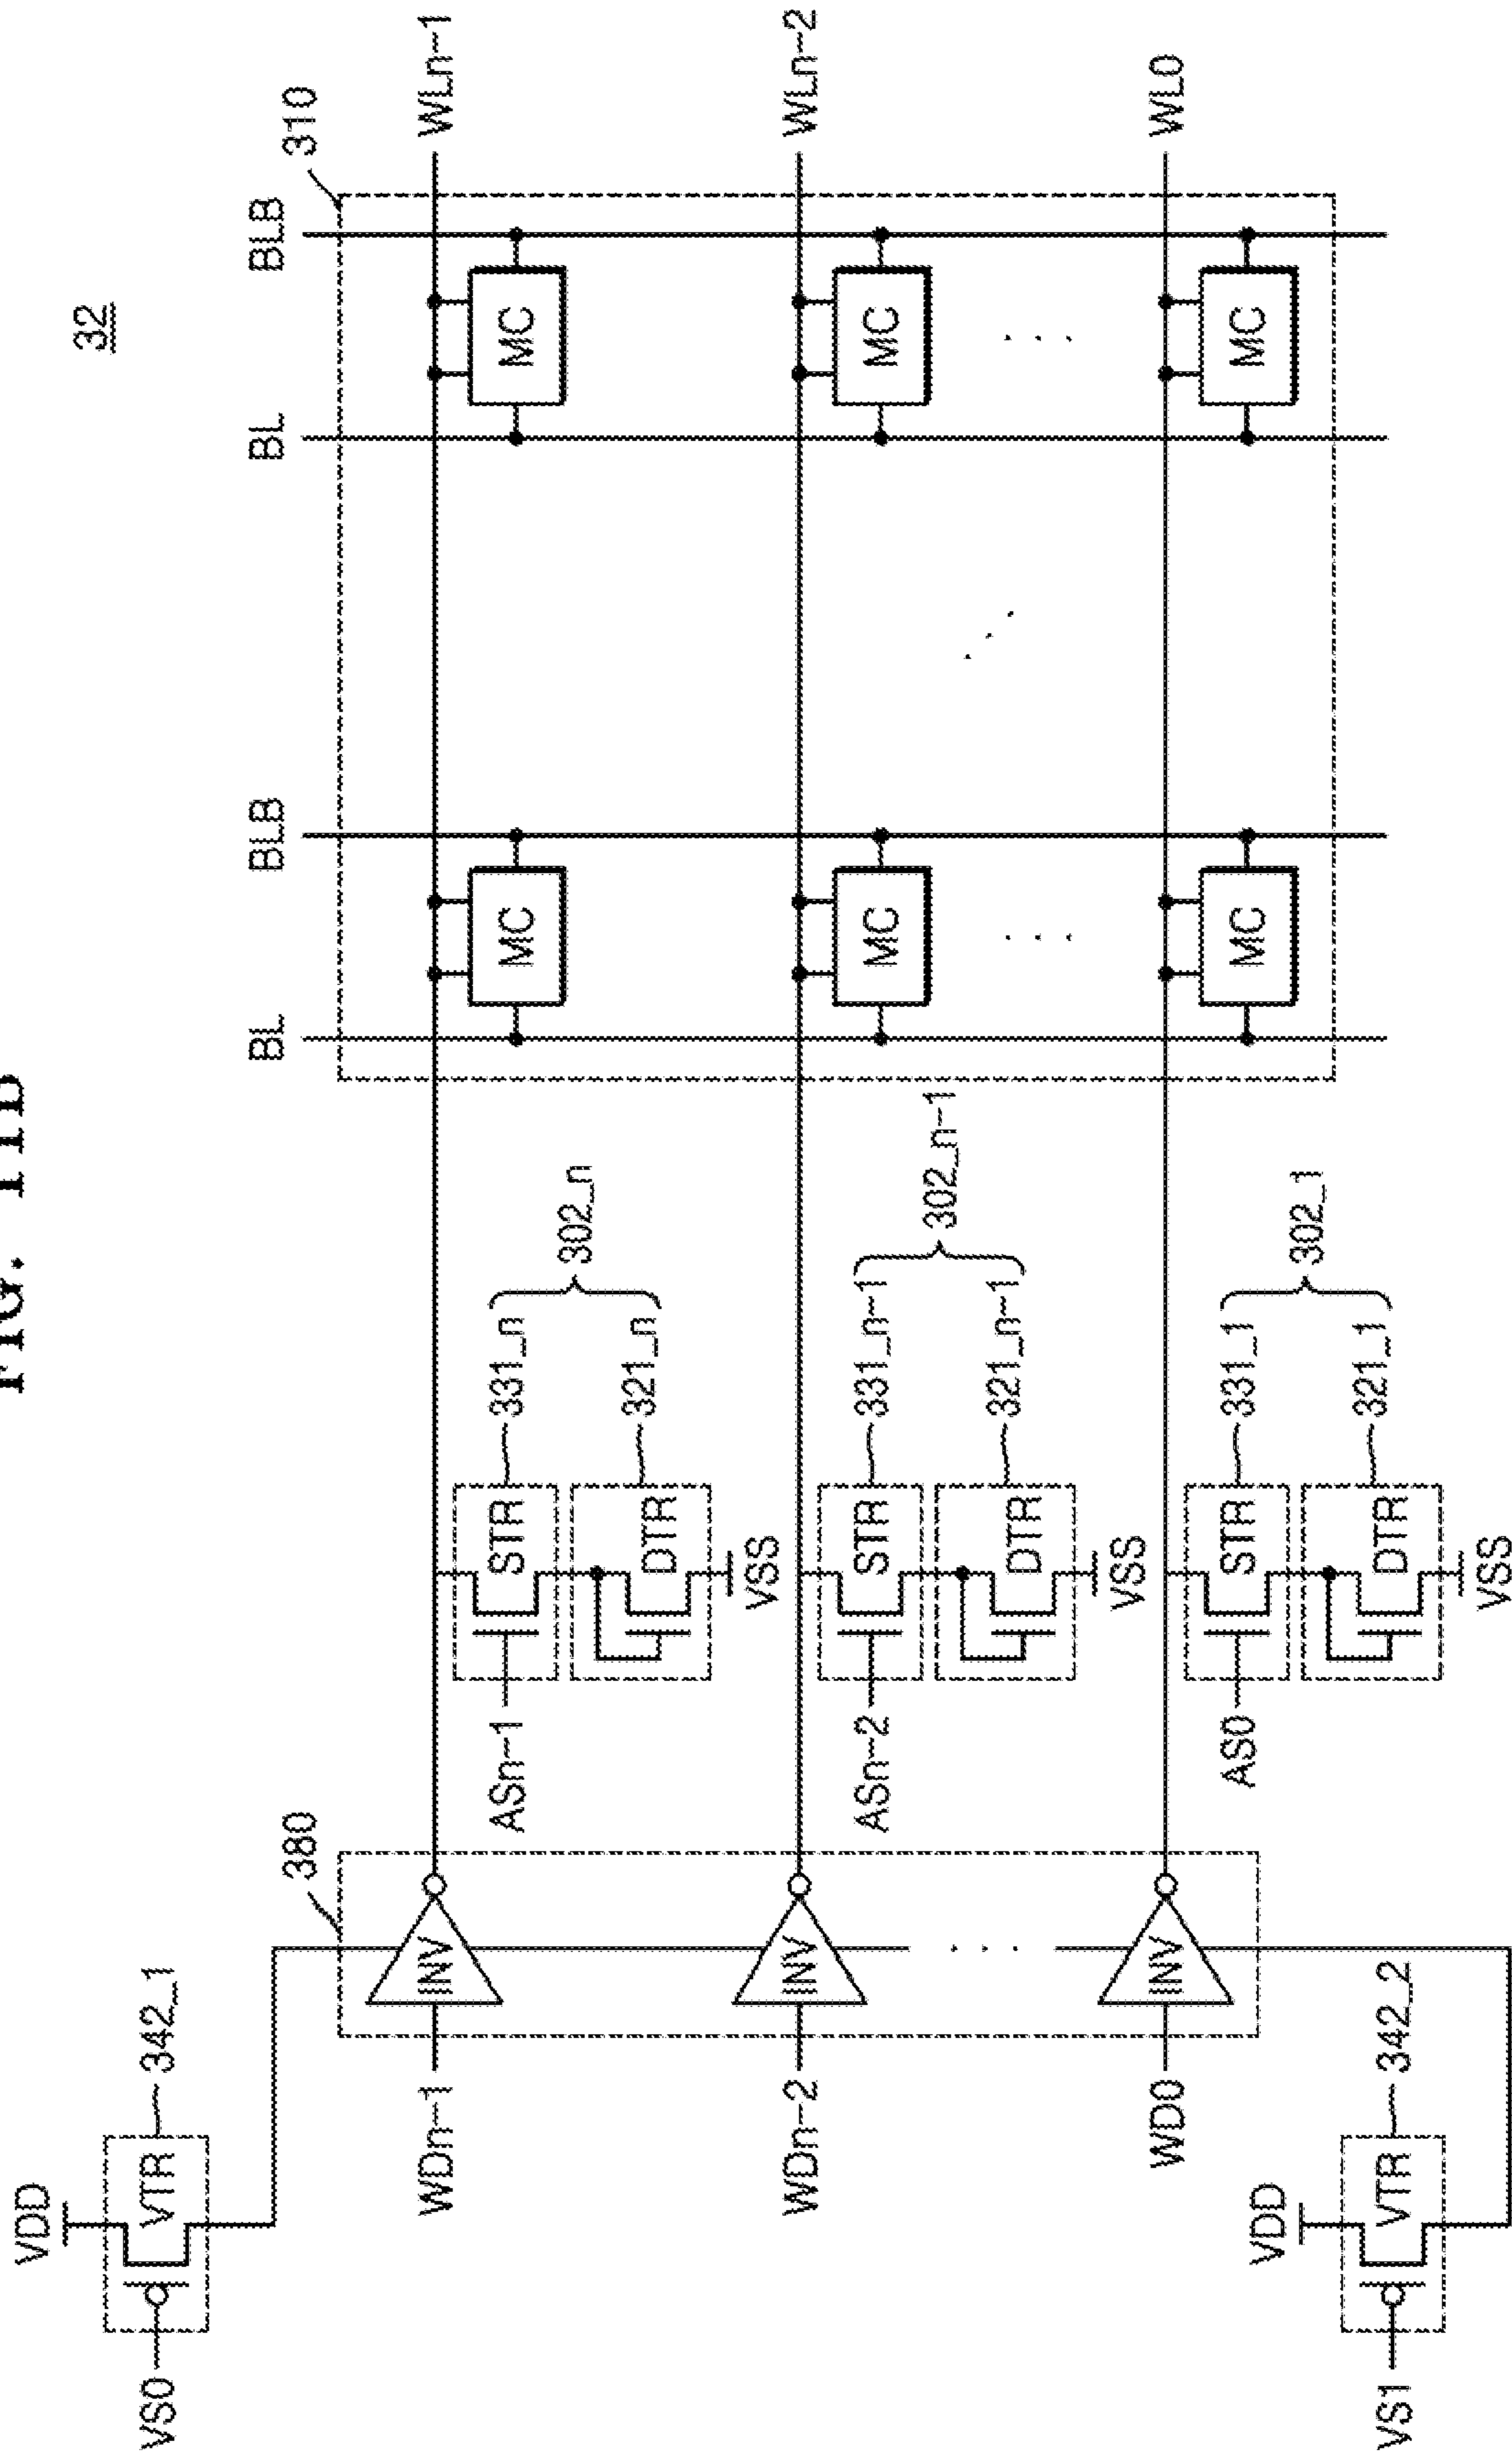 FIG. 11B
32
VDD
VS0
VTR
342_1
380
310
BL
BLB
BL
BLB
WDn-1
INV
WLn-1
ASn-1
STR
331_n
DTR
321_n
302_n
VSS
MC
MC
WDn-2
INV
WLn-2
ASn-2
STR
331_n-1
DTR
321_n-1
302_n-1
VSS
MC
MC
WD0
INV
WL0
AS0
STR
331_1
DTR
321_1
302_1
VSS
MC
MC
VDD
VS1
VTR
342_2